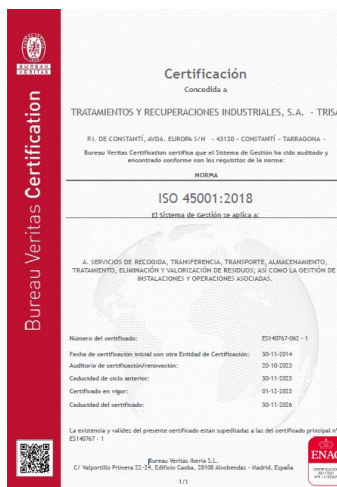 BUREAU
VERITAS
Bureau Veritas Certification
Certificación
Concedida a
TRATAMIENTOS Y RECUPERACIONES INDUSTRIALES, S.A. - TRISA
P.I. DE CONSTANTÍ, AVDA. EUROPA S/N - 43120 - CONSTANTÍ - TARRAGONA -
Bureau Veritas Certification certifica que el Sistema de Gestión ha sido auditado y
encontrado conforme con los requisitos de la norma:
NORMA
ISO 45001:2018
El Sistema de Gestión se aplica a:
A. SERVICIOS DE RECOGIDA, TRANSFERENCIA, TRANSPORTE, ALMACENAMIENTO,
TRATAMIENTO, ELIMINACIÓN Y VALORIZACIÓN DE RESIDUOS; ASÍ COMO LA GESTIÓN DE
INSTALACIONES Y OPERACIONES ASOCIADAS.
Número del certificado: ES140767-062 - 1
Fecha de certificación inicial con otra Entidad de Certificación: 30-11-2014
Auditoría de certificación/renovación: 20-10-2023
Caducidad de ciclo anterior: 30-11-2023
Certificado en vigor: 01-12-2023
Caducidad del certificado: 30-11-2026
La existencia y validez del presente certificado están supeditadas a las del certificado principal nº
ES140767 - 1
Bureau Veritas Iberia S.L.
C/ Valportillo Primera 22-24, Edificio Caoba, 28108 Alcobendas - Madrid, España
1/1
ENAC